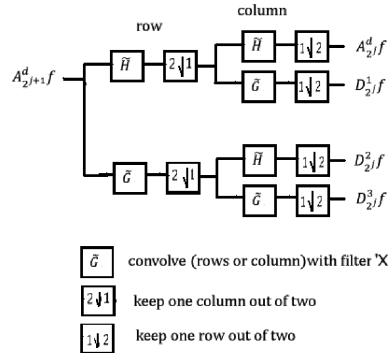 row column
H̃ 2↓1 H̃ 1↓2 A^d_{2^j} f
A^d_{2^{j+1}} f G̃ 1↓2 D^1_{2^j} f
G̃ 2↓1 H̃ 1↓2 D^2_{2^j} f
G̃ 1↓2 D^3_{2^j} f
G̃ convolve (rows or column)with filter 'X
2↓1 keep one column out of two
1↓2 keep one row out of two